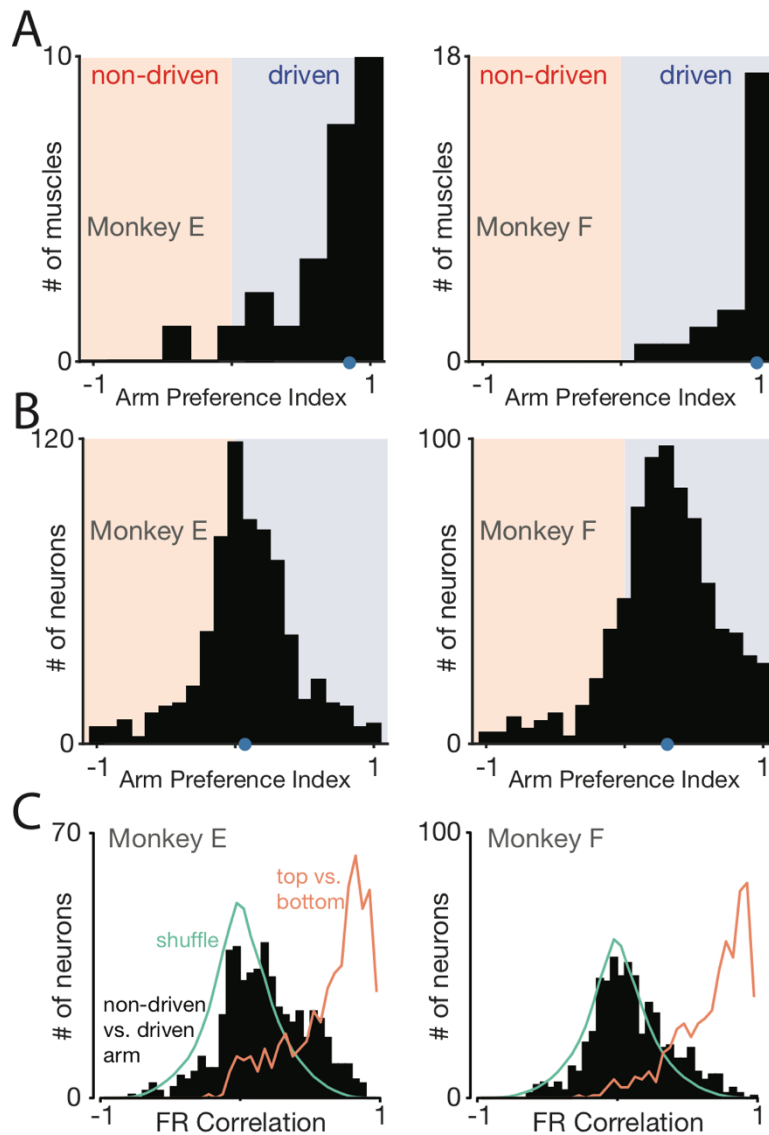 A
10
non-driven
driven
# of muscles
Monkey E
0
-1
1
Arm Preference Index
18
non-driven
driven
# of muscles
Monkey F
0
-1
1
Arm Preference Index
B
120
# of neurons
Monkey E
0
-1
1
Arm Preference Index
100
# of neurons
Monkey F
0
-1
1
Arm Preference Index
C
70
Monkey E
top vs.
bottom
shuffle
# of neurons
non-driven
vs. driven
arm
0
-1
1
FR Correlation
100
Monkey F
# of neurons
0
-1
1
FR Correlation